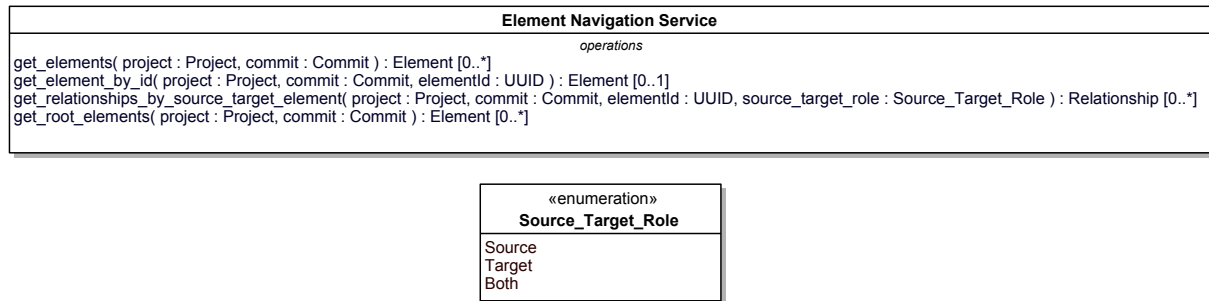 Element Navigation Service
operations
get_elements( project : Project, commit : Commit ) : Element [0..*]
get_element_by_id( project : Project, commit : Commit, elementId : UUID ) : Element [0..1]
get_relationships_by_source_target_element( project : Project, commit : Commit, elementId : UUID, source_target_role : Source_Target_Role ) : Relationship [0..*]
get_root_elements( project : Project, commit : Commit ) : Element [0..*]
«enumeration»
Source_Target_Role
Source
Target
Both